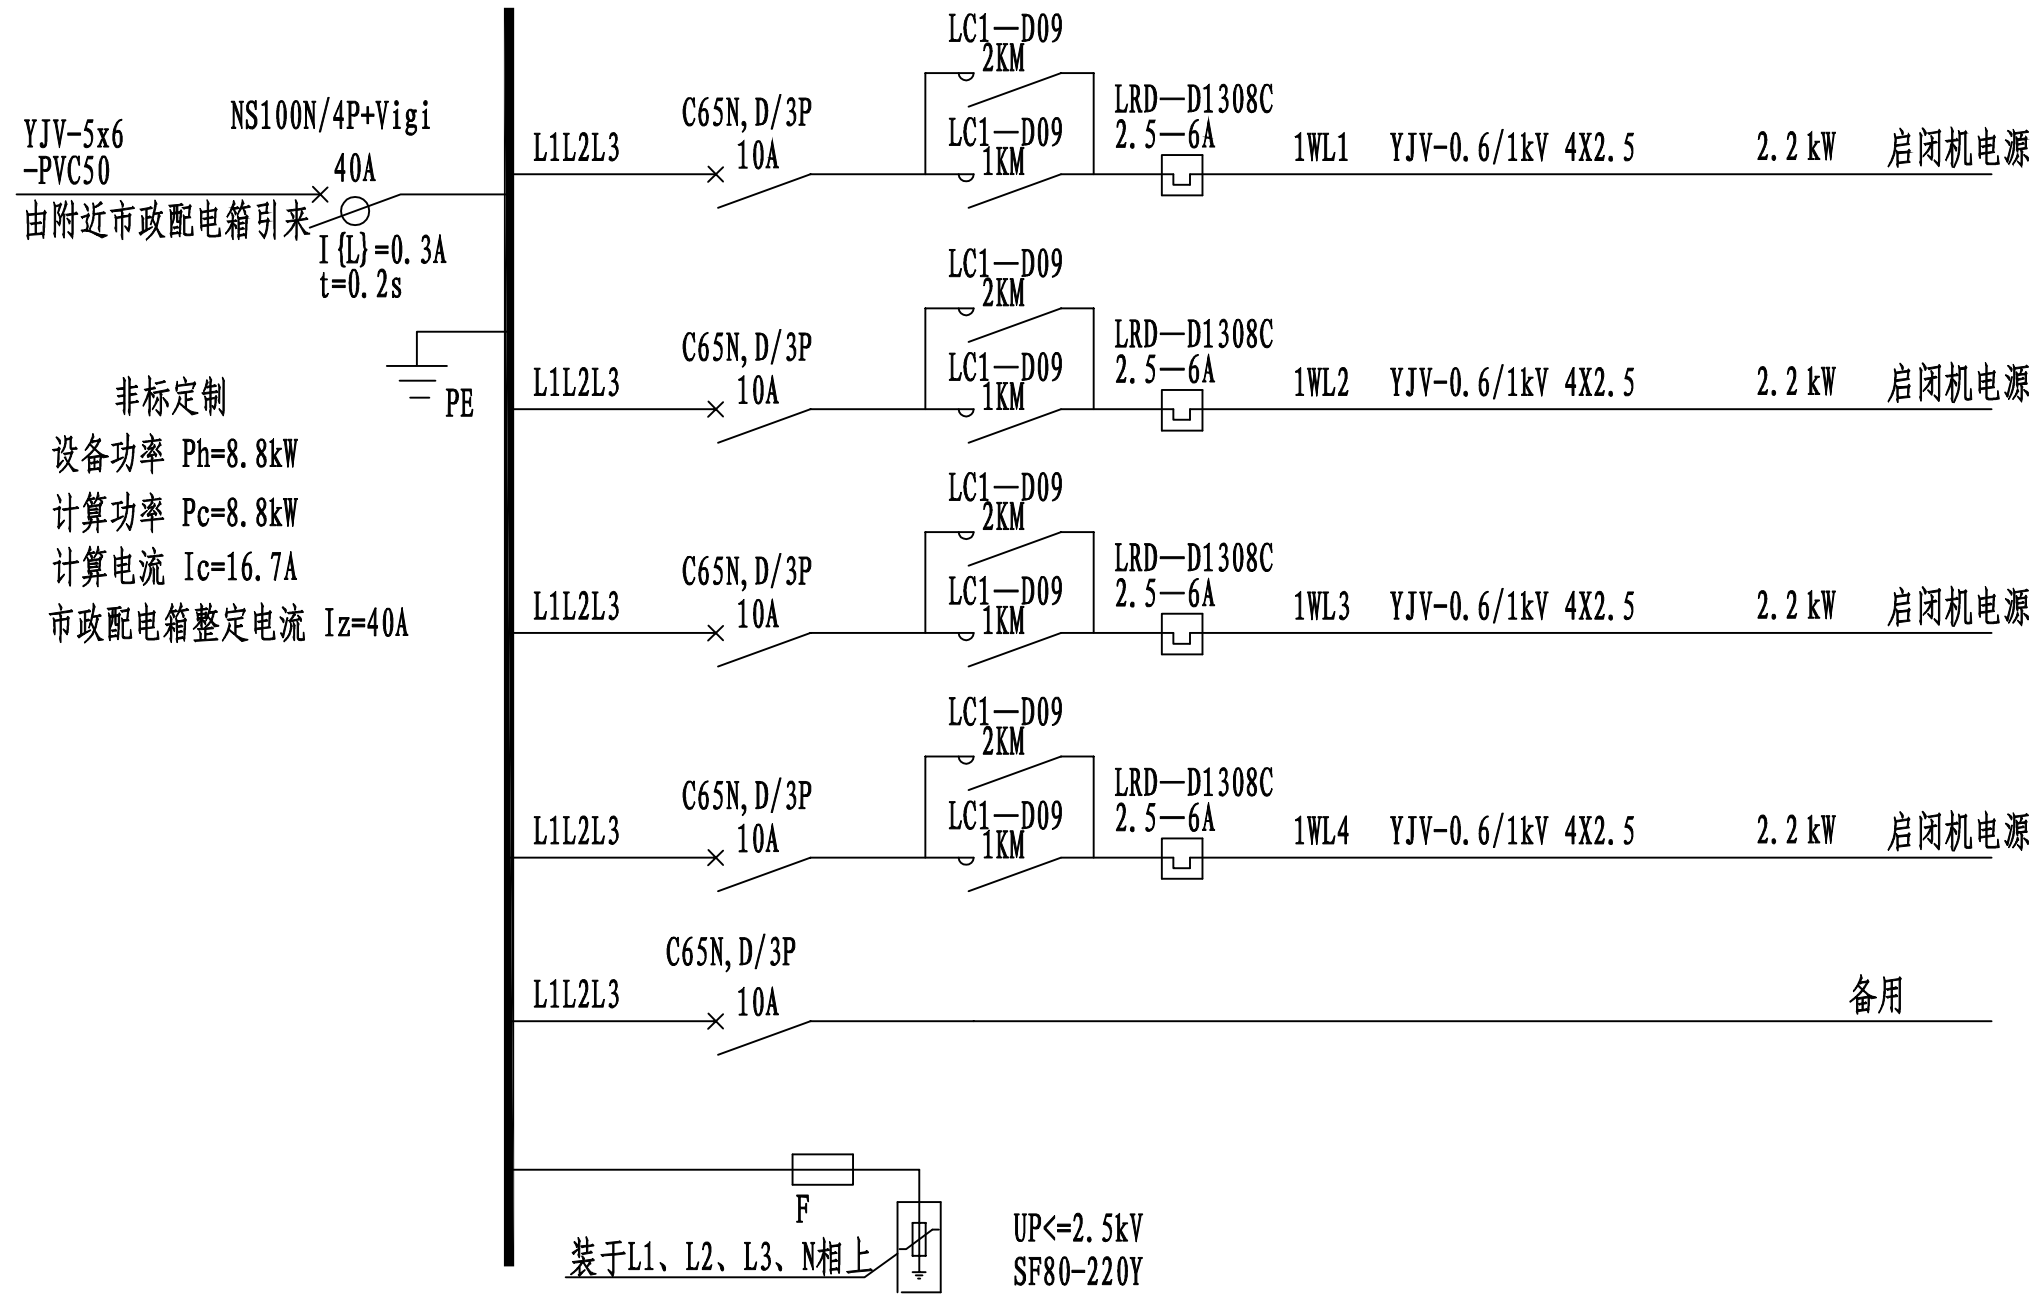 YJV-5x6
-PVC50
由附近市政配电箱引来
NS100N/4P+Vigi
40A
I{L}=0.3A
t=0.2s
PE
非标定制
设备功率 Ph=8.8kW
计算功率 Pc=8.8kW
计算电流 Ic=16.7A
市政配电箱整定电流 Iz=40A
L1L2L3
C65N,D/3P
10A
LC1—D09
2KM
LC1—D09
1KM
LRD—D1308C
2.5—6A
1WL1 YJV-0.6/1kV 4X2.5 2.2 kW 启闭机电源
L1L2L3
C65N,D/3P
10A
LC1—D09
2KM
LC1—D09
1KM
LRD—D1308C
2.5—6A
1WL2 YJV-0.6/1kV 4X2.5 2.2 kW 启闭机电源
L1L2L3
C65N,D/3P
10A
LC1—D09
2KM
LC1—D09
1KM
LRD—D1308C
2.5—6A
1WL3 YJV-0.6/1kV 4X2.5 2.2 kW 启闭机电源
L1L2L3
C65N,D/3P
10A
LC1—D09
2KM
LC1—D09
1KM
LRD—D1308C
2.5—6A
1WL4 YJV-0.6/1kV 4X2.5 2.2 kW 启闭机电源
L1L2L3
C65N,D/3P
10A
备用
F
装于L1、L2、L3、N相上
UP<=2.5kV
SF80-220Y